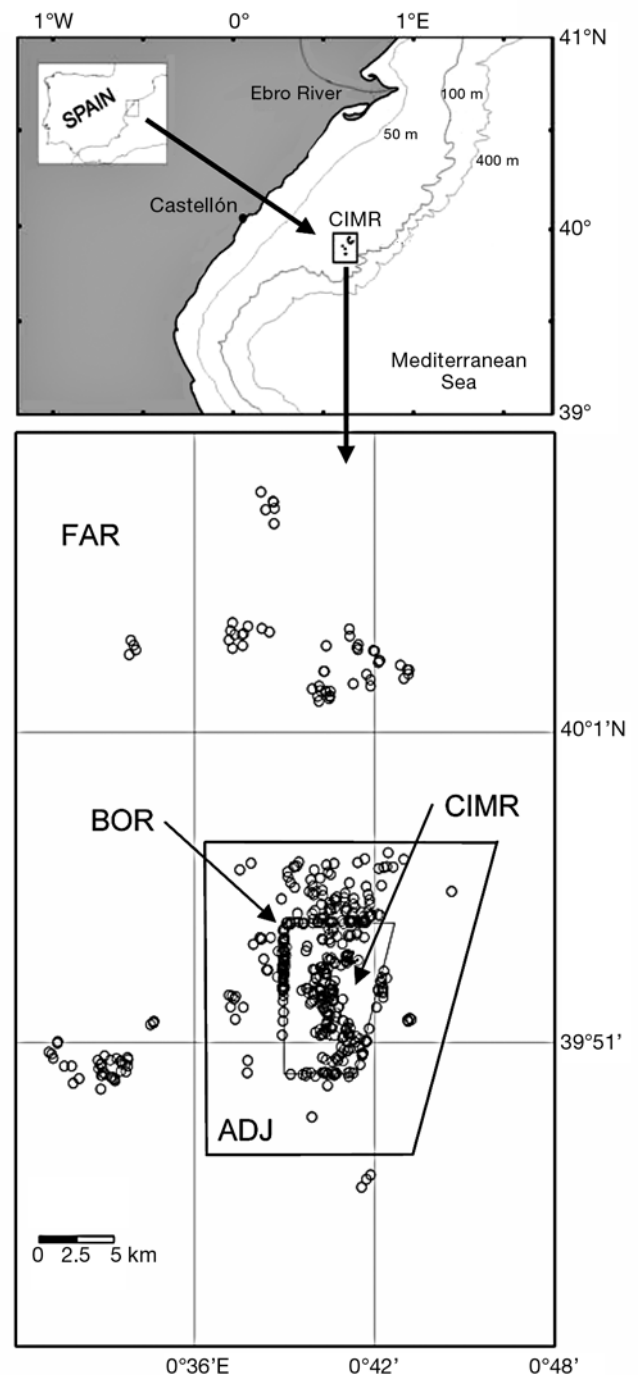 1°W 0° 1°E
41°N
SPAIN
Ebro River
100 m
50 m
400 m
Castellón
CIMR
40°
Mediterranean
Sea
39°
FAR
40°1'N
BOR
CIMR
39°51'
ADJ
0 2.5 5 km
0°36'E 0°42' 0°48'